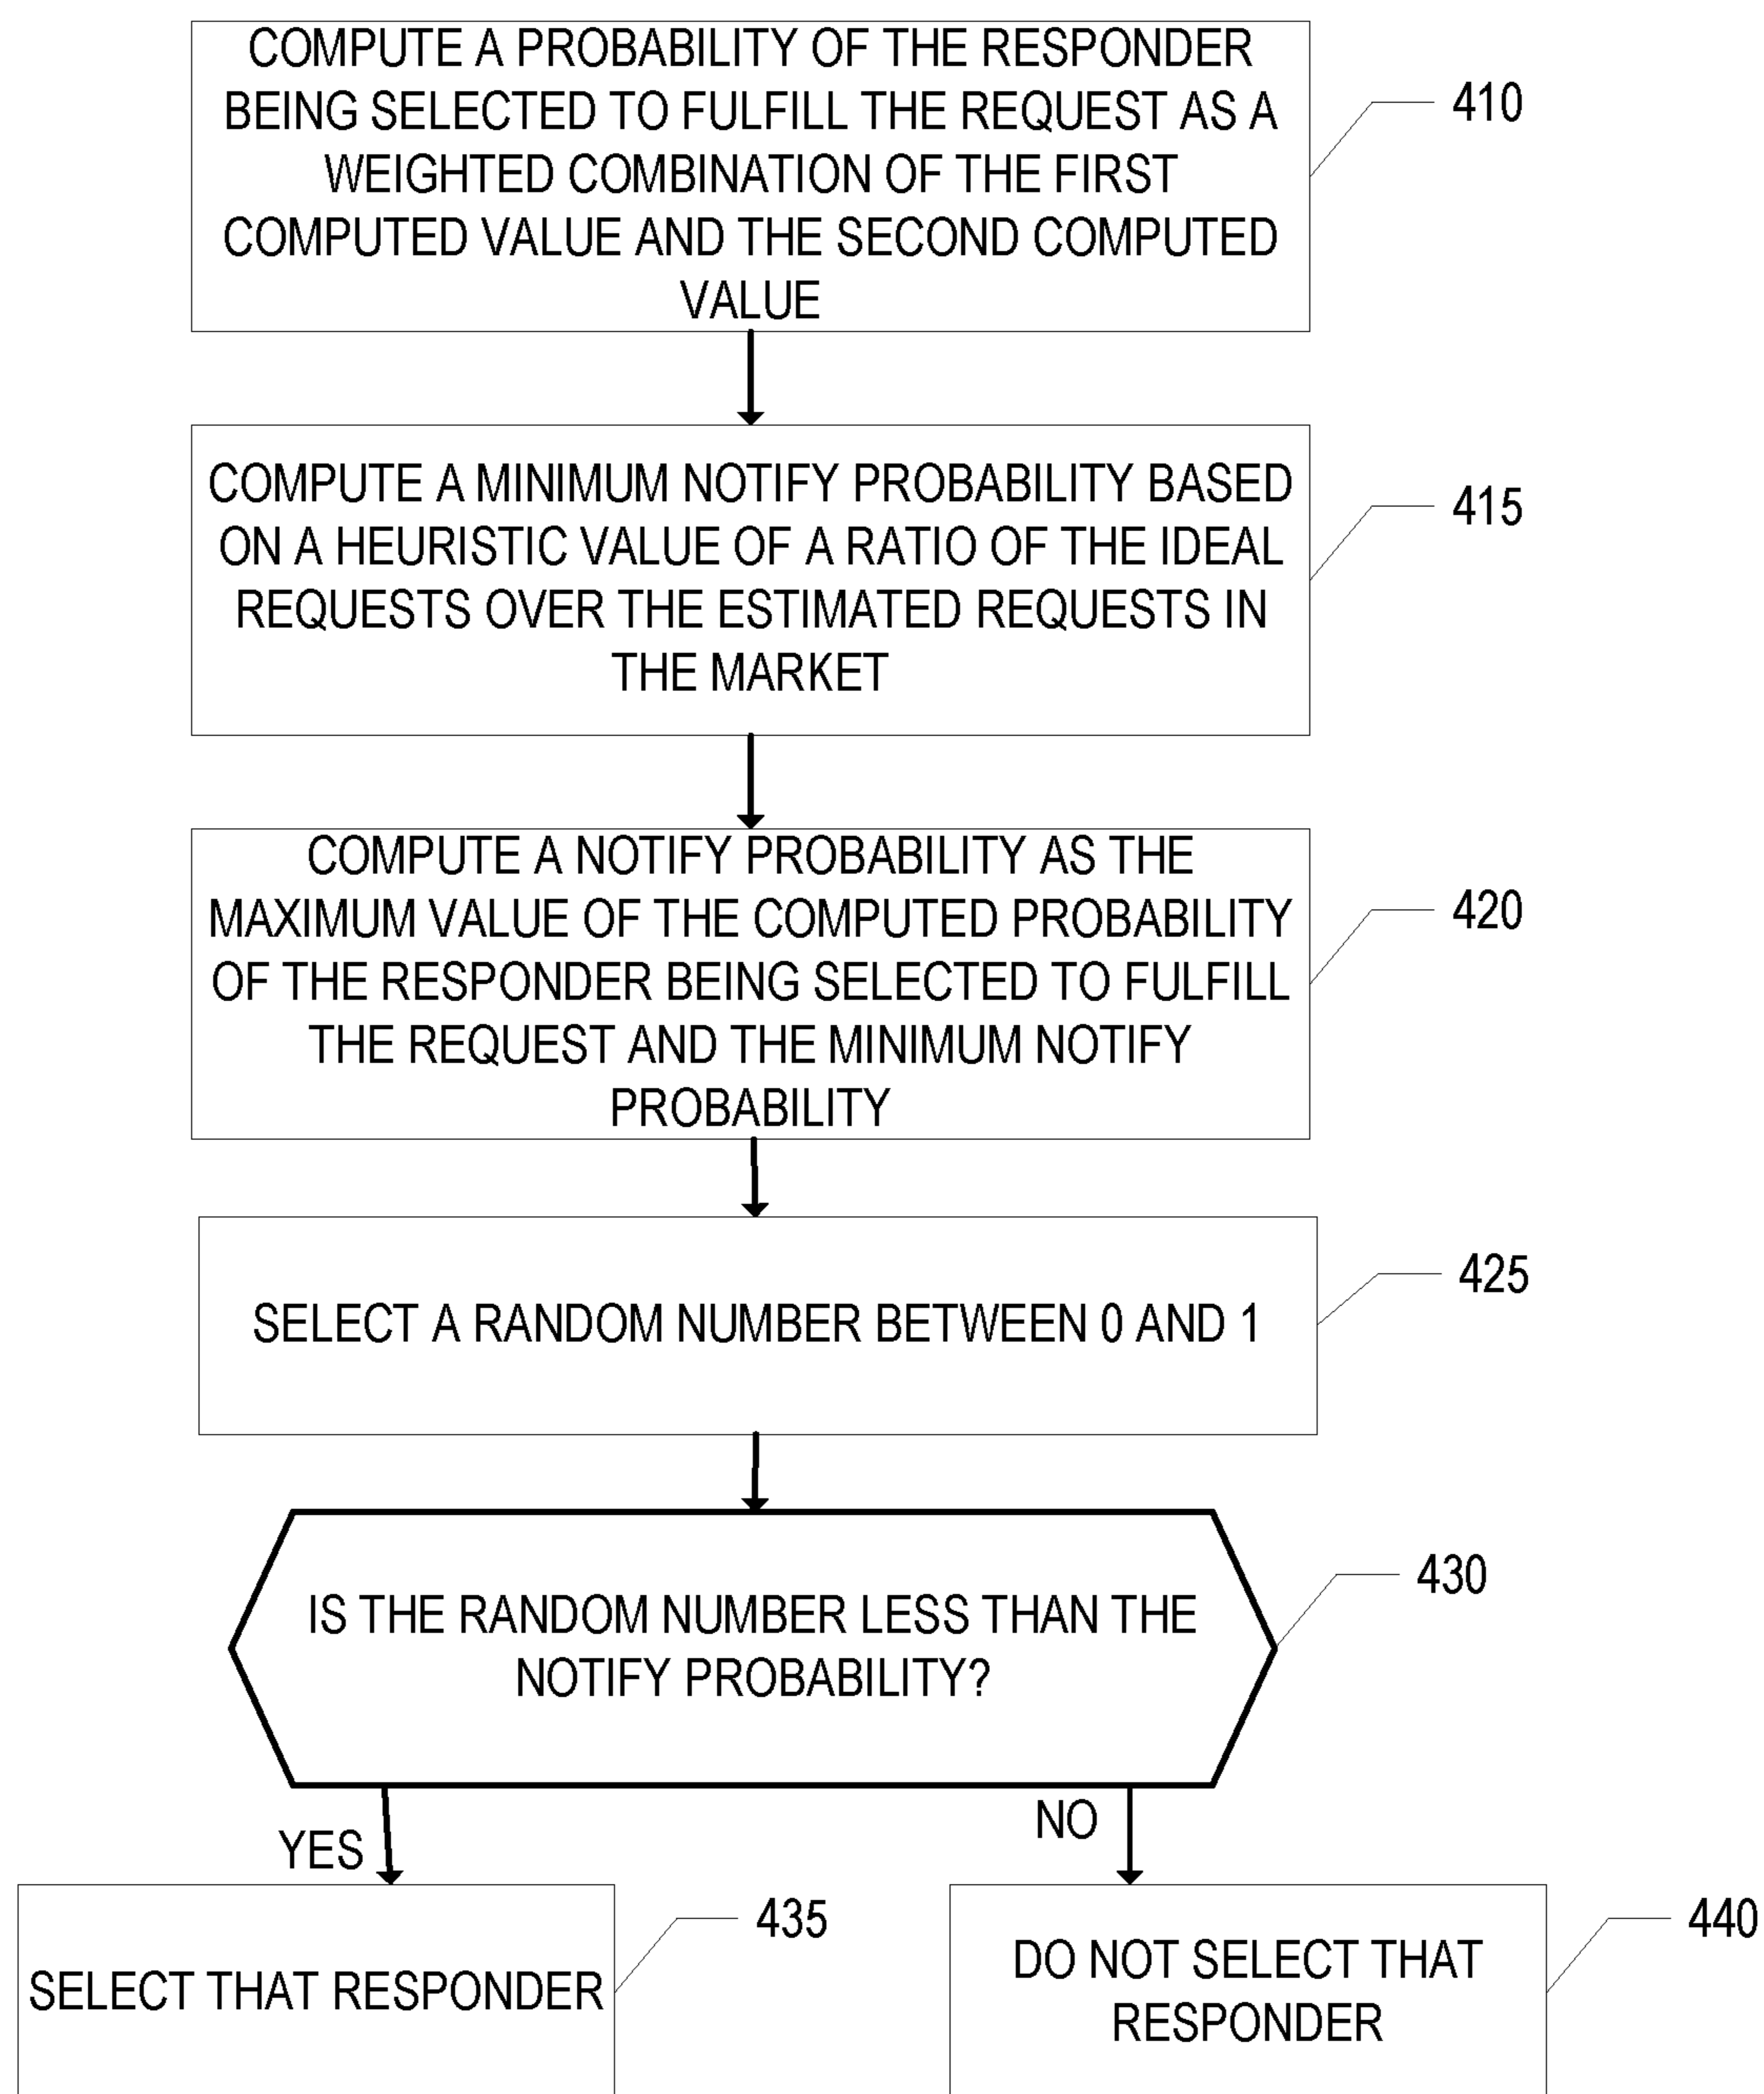 COMPUTE A PROBABILITY OF THE RESPONDER
BEING SELECTED TO FULFILL THE REQUEST AS A
WEIGHTED COMBINATION OF THE FIRST
COMPUTED VALUE AND THE SECOND COMPUTED
VALUE
410
COMPUTE A MINIMUM NOTIFY PROBABILITY BASED
ON A HEURISTIC VALUE OF A RATIO OF THE IDEAL
REQUESTS OVER THE ESTIMATED REQUESTS IN
THE MARKET
415
COMPUTE A NOTIFY PROBABILITY AS THE
MAXIMUM VALUE OF THE COMPUTED PROBABILITY
OF THE RESPONDER BEING SELECTED TO FULFILL
THE REQUEST AND THE MINIMUM NOTIFY
PROBABILITY
420
SELECT A RANDOM NUMBER BETWEEN 0 AND 1
425
IS THE RANDOM NUMBER LESS THAN THE
NOTIFY PROBABILITY?
430
YES
NO
SELECT THAT RESPONDER
435
DO NOT SELECT THAT
RESPONDER
440